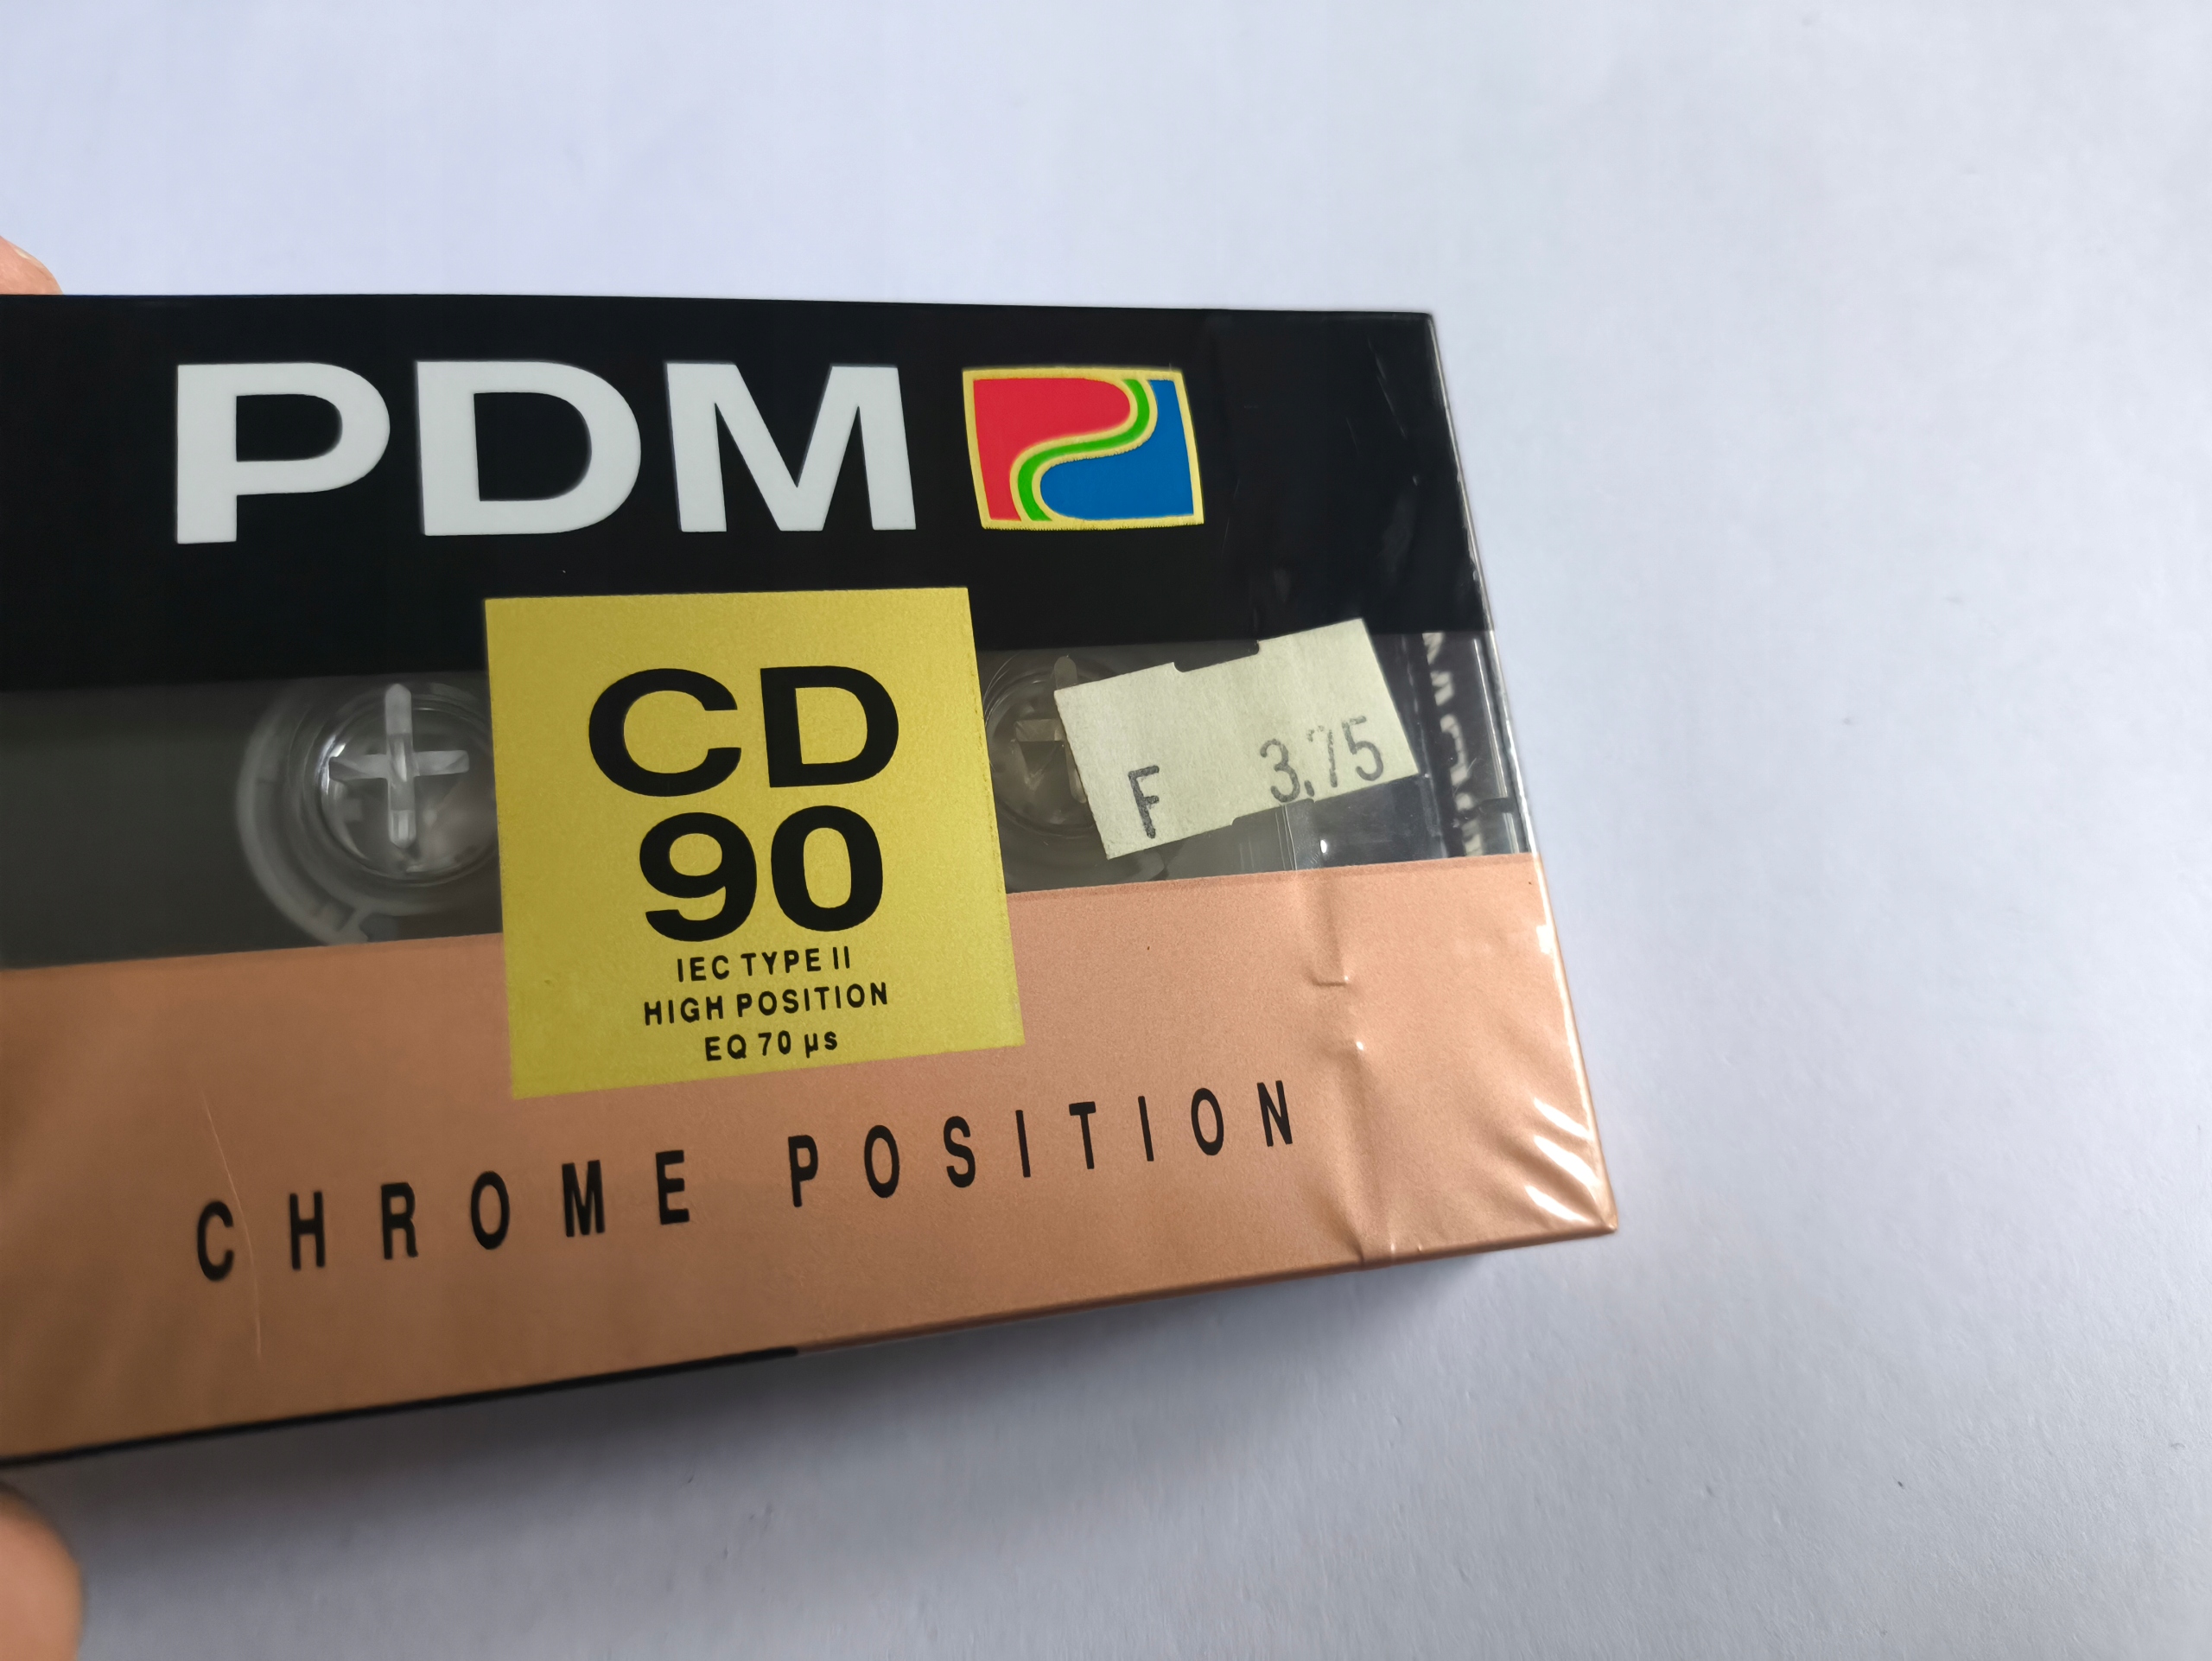 PDM
CD
90
IEC TYPE II
HIGH POSITION
EQ 70 µs
F 3.75
CHROME POSITION